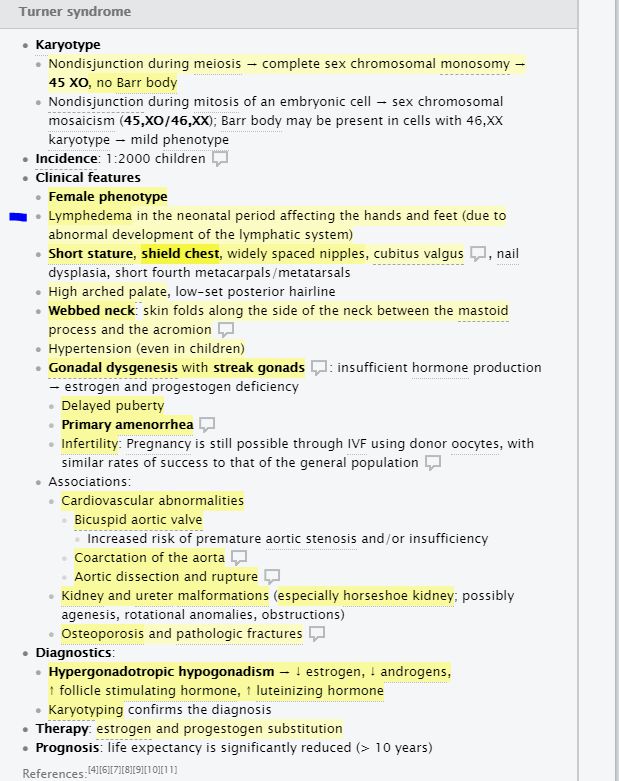 Turner syndrome
Karyotype
Nondisjunction during meiosis → complete sex chromosomal monosomy →
45 XO, no Barr body
Nondisjunction during mitosis of an embryonic cell → sex chromosomal
mosaicism (45,XO/46,XX); Barr body may be present in cells with 46,XX
karyotype → mild phenotype
Incidence: 1:2000 children
Clinical features
Female phenotype
Lymphedema in the neonatal period affecting the hands and feet (due to
abnormal development of the lymphatic system)
Short stature, shield chest, widely spaced nipples, cubitus valgus , nail
dysplasia, short fourth metacarpals/metatarsals
High arched palate, low-set posterior hairline
Webbed neck: skin folds along the side of the neck between the mastoid
process and the acromion
Hypertension (even in children)
Gonadal dysgenesis with streak gonads : insufficient hormone production
→ estrogen and progestogen deficiency
Delayed puberty
Primary amenorrhea
Infertility: Pregnancy is still possible through IVF using donor oocytes, with
similar rates of success to that of the general population
Associations:
Cardiovascular abnormalities
Bicuspid aortic valve
Increased risk of premature aortic stenosis and/or insufficiency
Coarctation of the aorta
Aortic dissection and rupture
Kidney and ureter malformations (especially horseshoe kidney; possibly
agenesis, rotational anomalies, obstructions)
Osteoporosis and pathologic fractures
Diagnostics:
Hypergonadotropic hypogonadism → ↓ estrogen, ↓ androgens,
↑ follicle stimulating hormone, ↑ luteinizing hormone
Karyotyping confirms the diagnosis
Therapy: estrogen and progestogen substitution
Prognosis: life expectancy is significantly reduced (> 10 years)
References:[4][6][7][8][9][10][11]